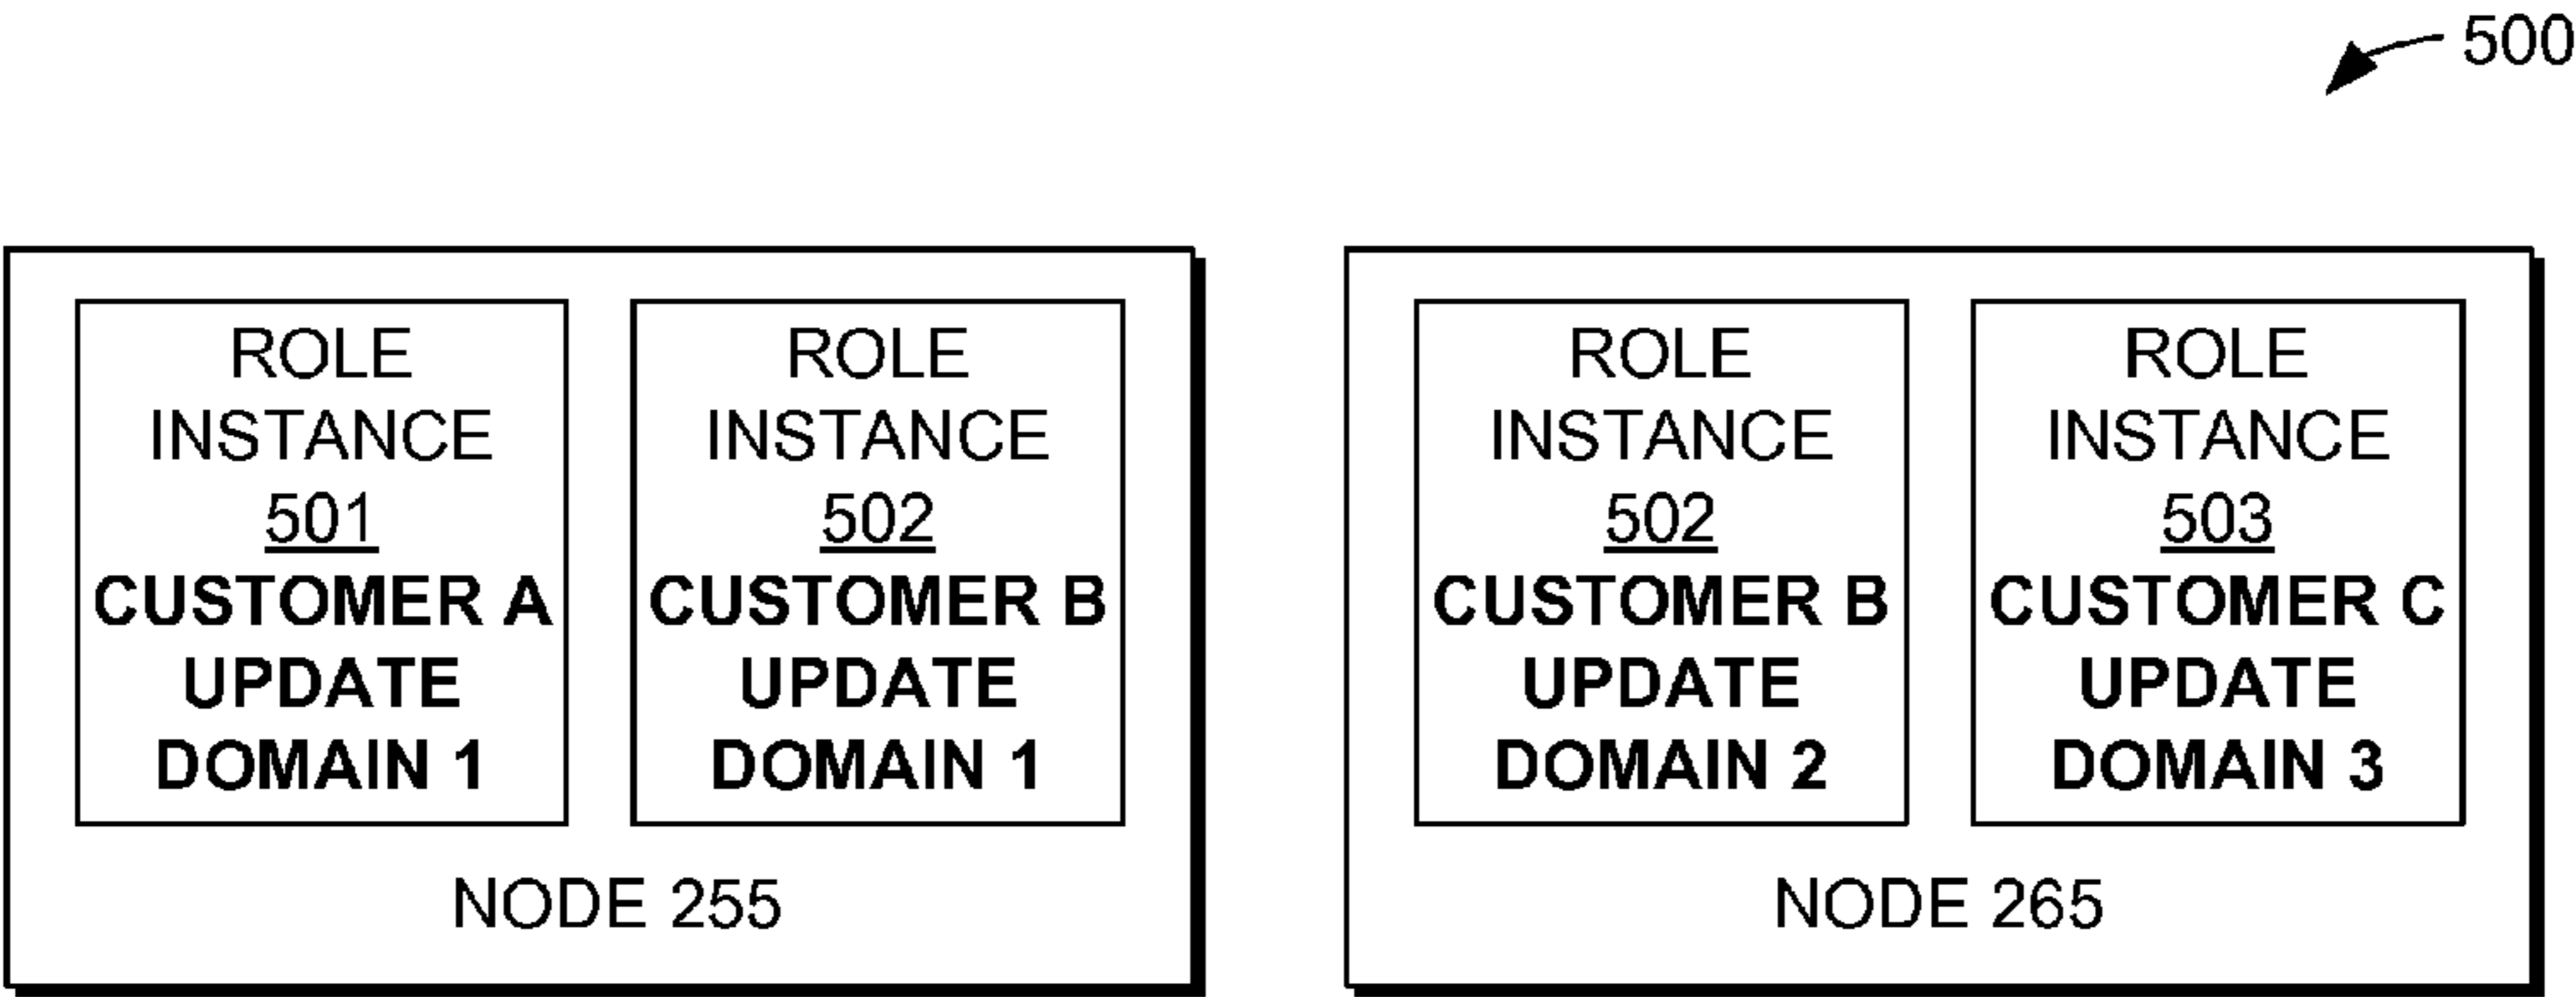 500
ROLE
INSTANCE
501
CUSTOMER A
UPDATE
DOMAIN 1
ROLE
INSTANCE
502
CUSTOMER B
UPDATE
DOMAIN 1
NODE 255
ROLE
INSTANCE
502
CUSTOMER B
UPDATE
DOMAIN 2
ROLE
INSTANCE
503
CUSTOMER C
UPDATE
DOMAIN 3
NODE 265